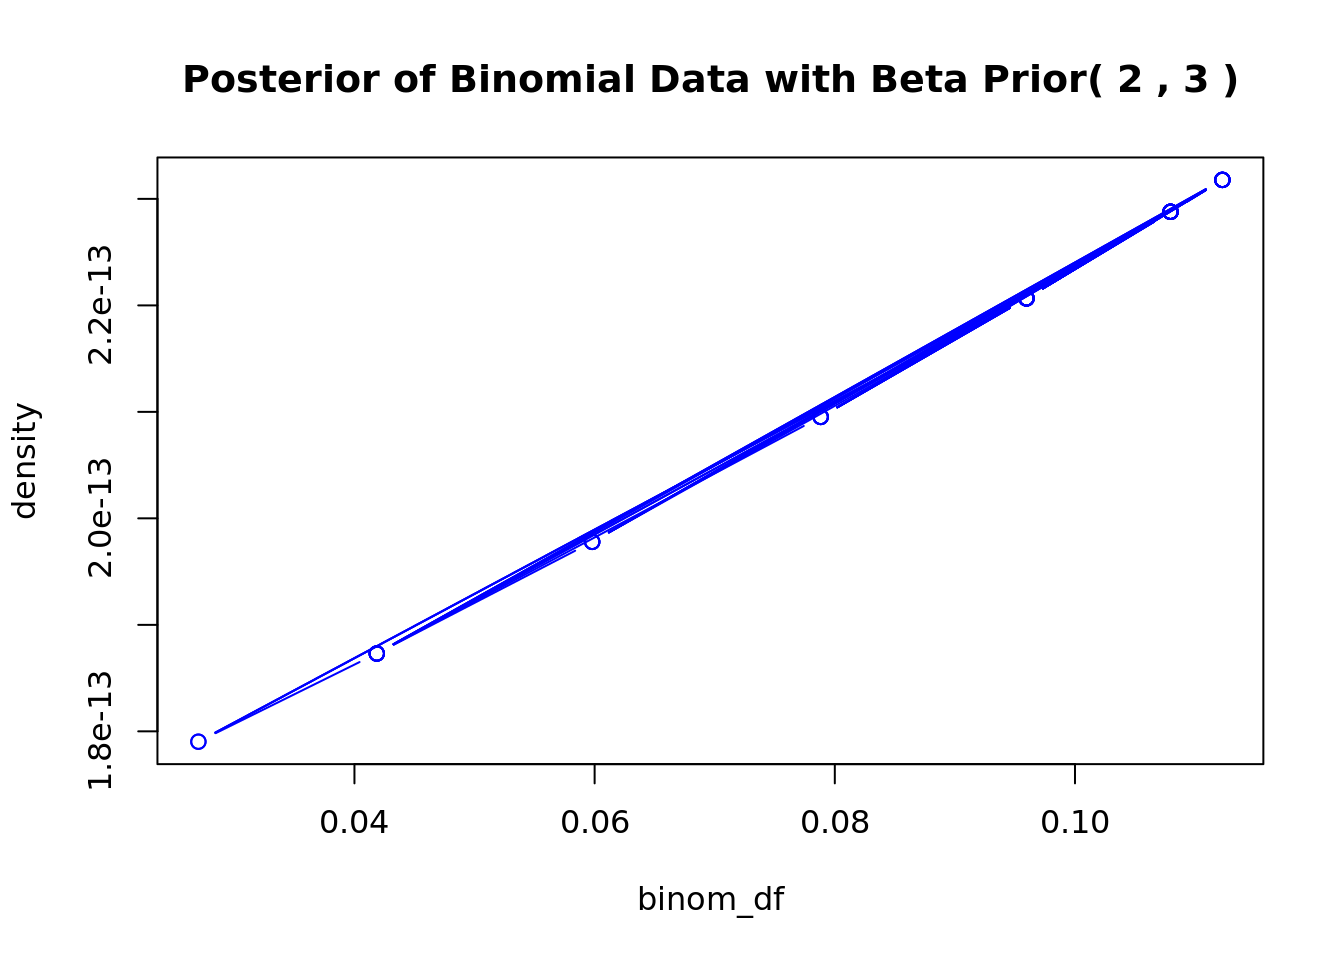 Posterior of Binomial Data with Beta Prior( 2 , 3 )
density
2.2e-13
2.0e-13
1.8e-13
0.04 0.06 0.08 0.10
binom_df